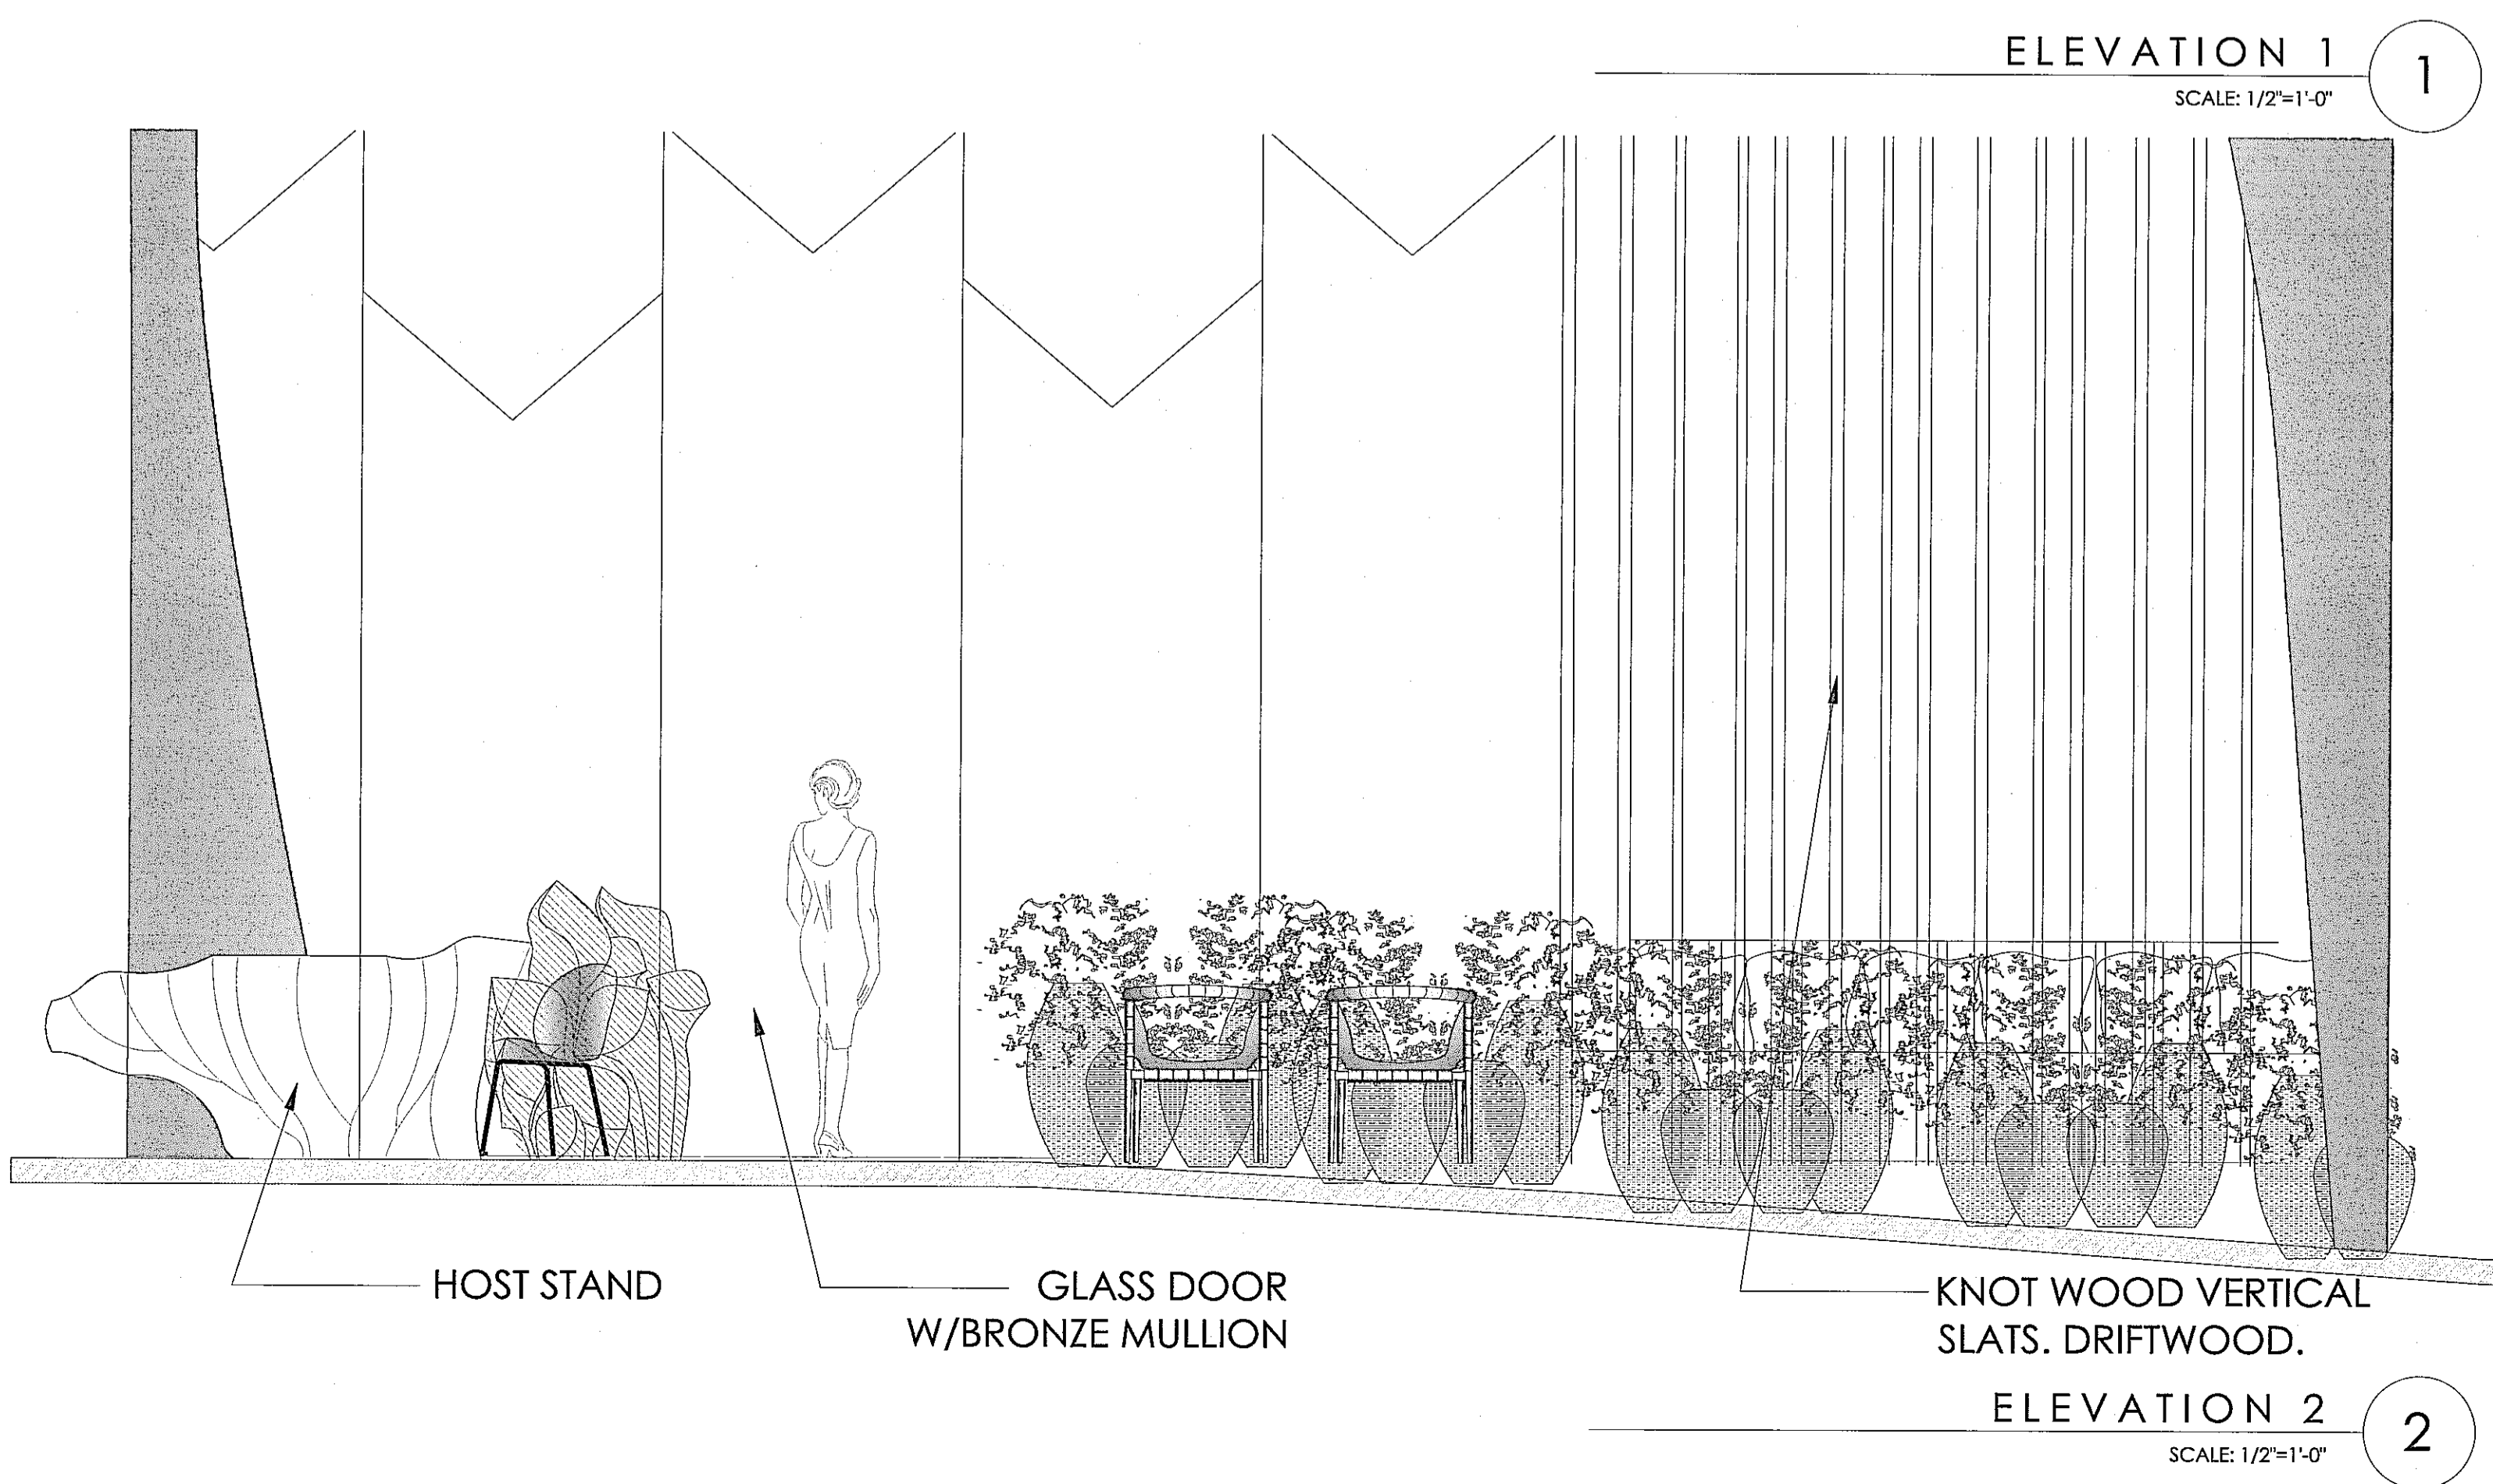 ELEVATION 1
1
SCALE: 1/2"=1'-0"
HOST STAND
GLASS DOOR
W/BRONZE MULLION
KNOT WOOD VERTICAL
SLATS. DRIFTWOOD.
ELEVATION 2
2
SCALE: 1/2"=1'-0"